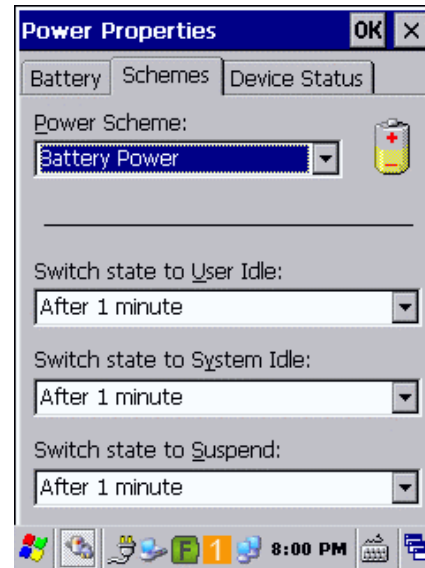 Power Properties OK ×
Battery Schemes Device Status
Power Scheme:
Battery Power
Switch state to User Idle:
After 1 minute
Switch state to System Idle:
After 1 minute
Switch state to Suspend:
After 1 minute
F 1 8:00 PM